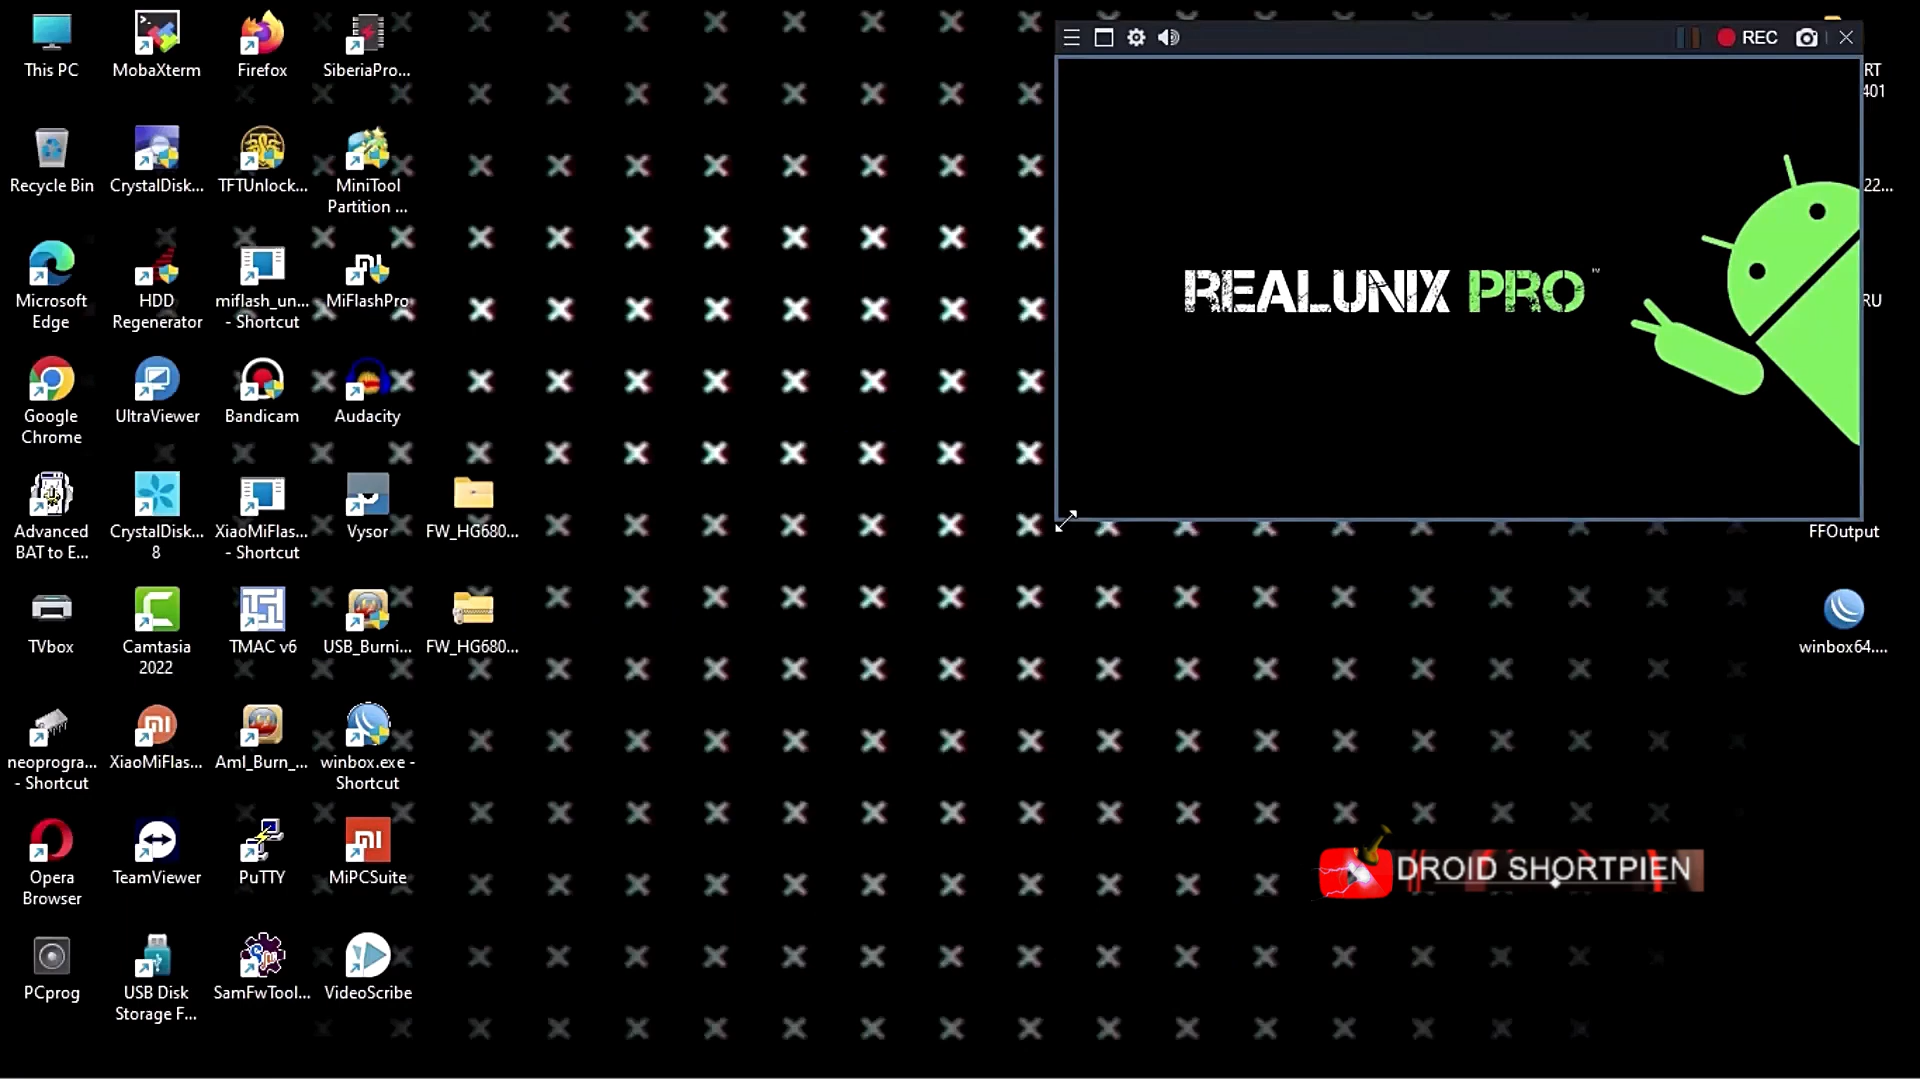 This PC
MobaXterm
Firefox
SiberiaPro...
Recycle Bin
CrystalDisk...
TFTUnlock...
MiniTool
Partition ...
Microsoft
Edge
HDD
Regenerator
miflash_un...
- Shortcut
MiFlashPro
Google
Chrome
UltraViewer
Bandicam
Audacity
Advanced
BAT to E...
CrystalDisk...
8
XiaoMiFlas...
- Shortcut
Vysor
FW_HG680...
TVbox
Camtasia
2022
TMAC v6
USB_Burni...
FW_HG680...
neoprogra...
- Shortcut
XiaoMiFlas...
Aml_Burn_...
winbox.exe -
Shortcut
Opera
Browser
TeamViewer
PuTTY
MiPCSuite
PCprog
USB Disk
Storage F...
SamFwTool...
VideoScribe
REC
REALUNIX PRO
RT
401
22...
RU
FFOutput
winbox64....
DROID SHORTPIEN